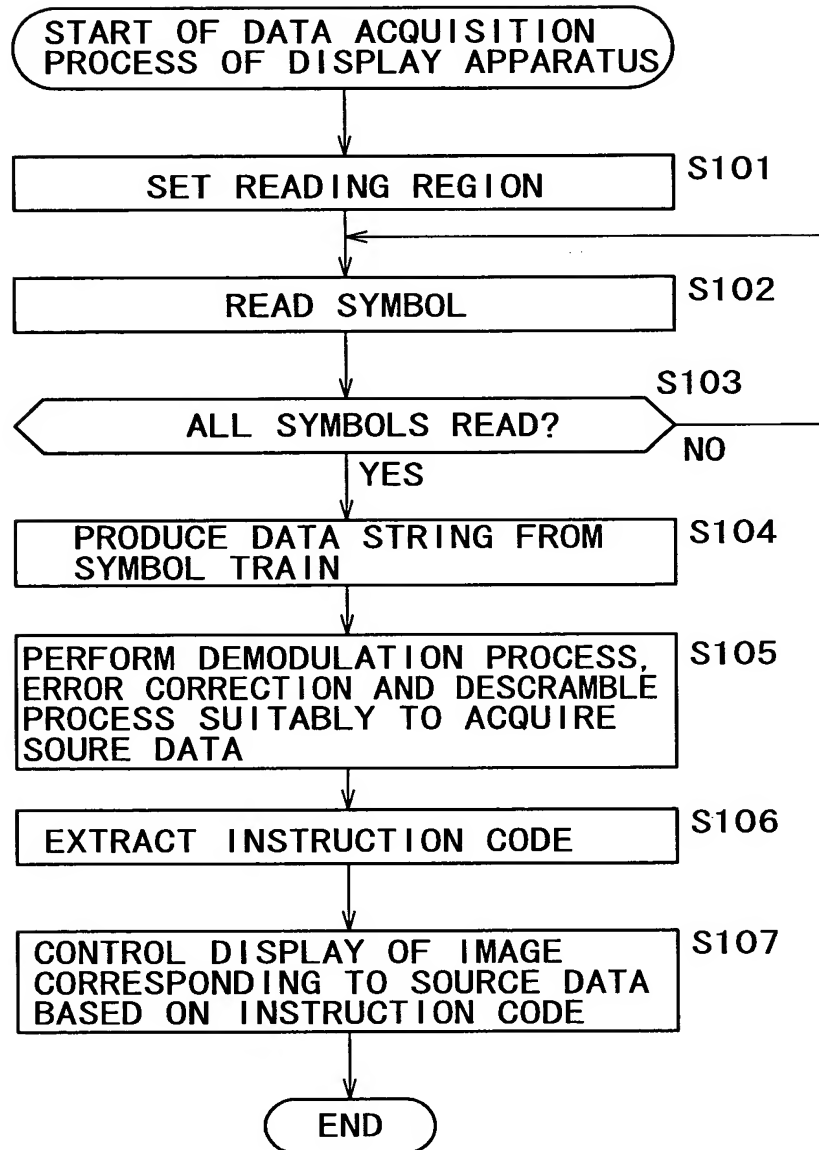 START OF DATA ACQUISITION
PROCESS OF DISPLAY APPARATUS
SET READING REGION
S101
READ SYMBOL
S102
S103
ALL SYMBOLS READ?
NO
YES
PRODUCE DATA STRING FROM
SYMBOL TRAIN
S104
PERFORM DEMODULATION PROCESS,
ERROR CORRECTION AND DESCRAMBLE
PROCESS SUITABLY TO ACQUIRE
SOURE DATA
S105
EXTRACT INSTRUCTION CODE
S106
CONTROL DISPLAY OF IMAGE
CORRESPONDING TO SOURCE DATA
BASED ON INSTRUCTION CODE
S107
END